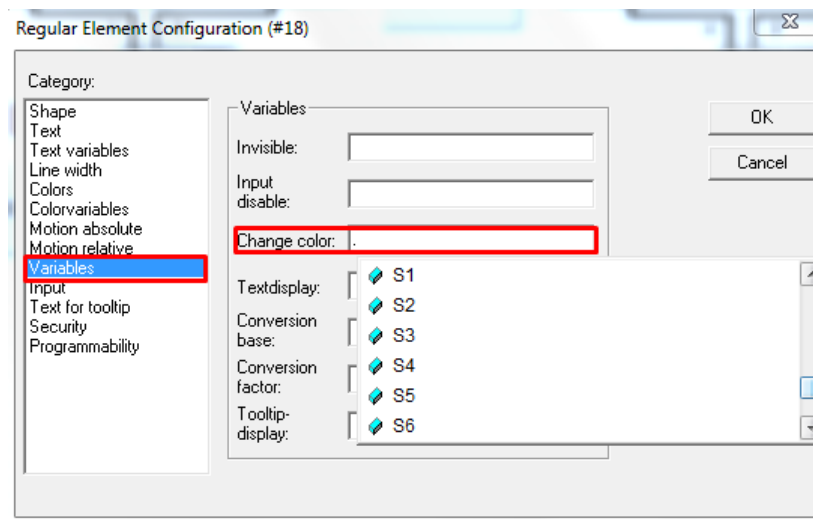 Regular Element Configuration (#18)
Category:
Shape
Text
Text variables
Line width
Colors
Colorvariables
Motion absolute
Motion relative
Variables
Input
Text for tooltip
Security
Programmability
Variables
Invisible:
Input
disable:
Change color: .
Textdisplay:
Conversion
base:
Conversion
factor:
Tooltip-
display:
S1
S2
S3
S4
S5
S6
OK
Cancel